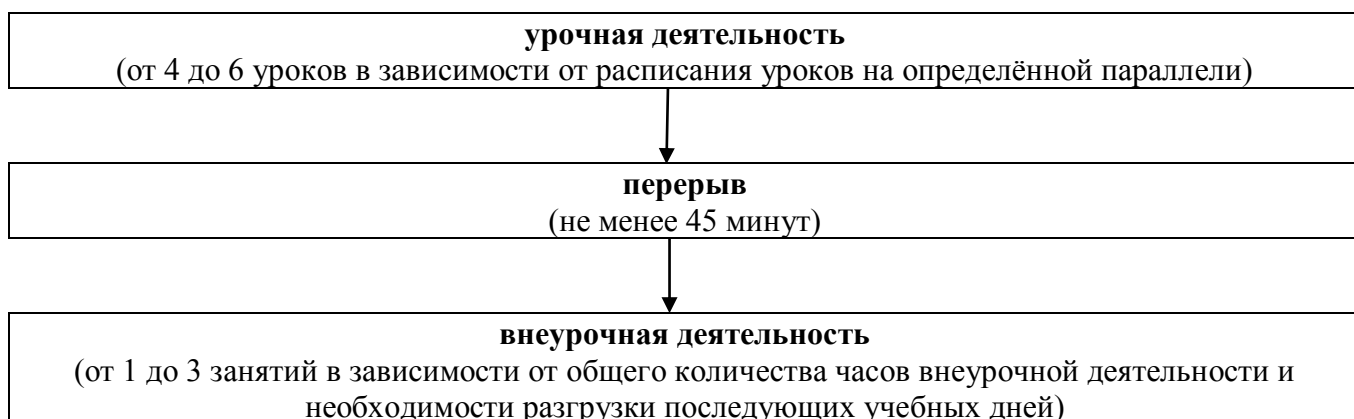 урочная деятельность
(от 4 до 6 уроков в зависимости от расписания уроков на определённой параллели)
перерыв
(не менее 45 минут)
внеурочная деятельность
(от 1 до 3 занятий в зависимости от общего количества часов внеурочной деятельности и
необходимости разгрузки последующих учебных дней)